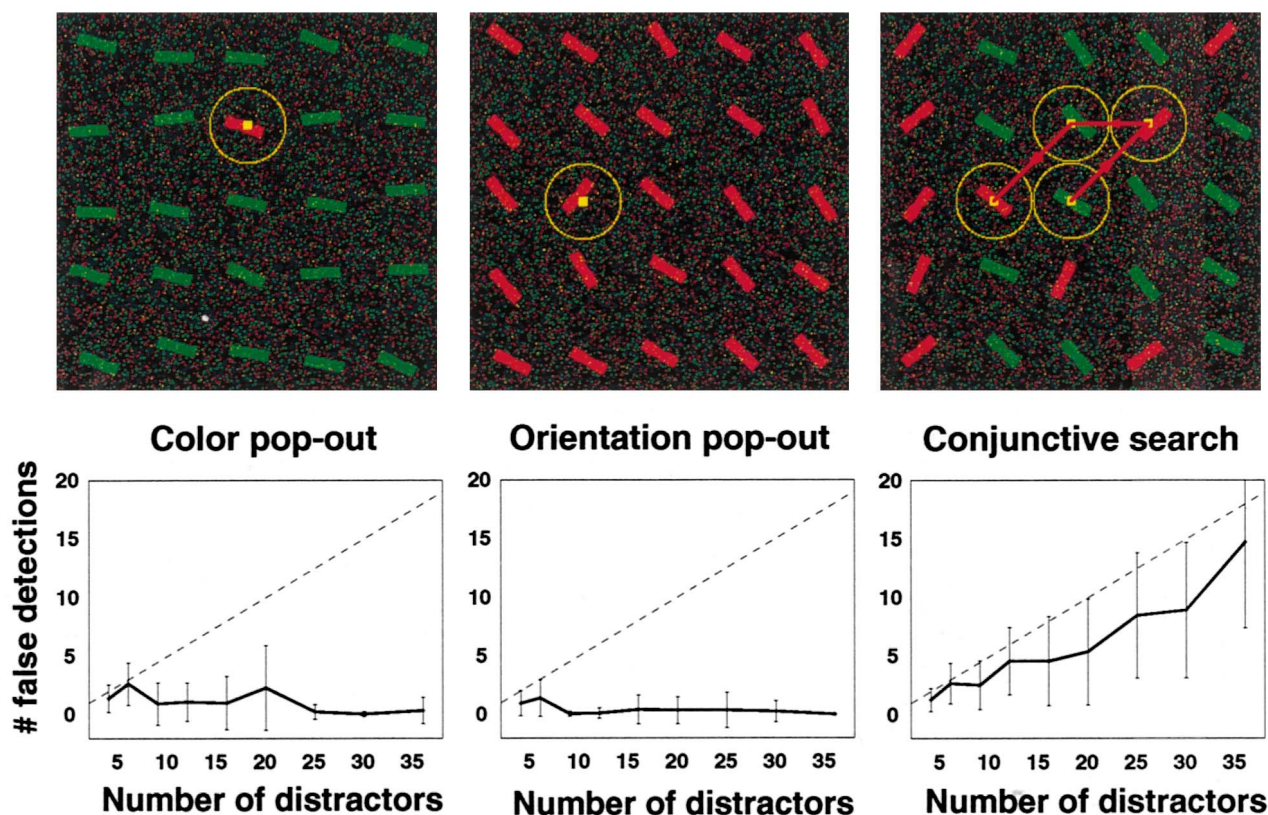 Color pop-out
Orientation pop-out
Conjunctive search
# false detections
20
15
10
5
0
5 10 15 20 25 30 35
Number of distractors
20
15
10
5
0
5 10 15 20 25 30 35
Number of distractors
20
15
10
5
0
5 10 15 20 25 30 35
Number of distractors